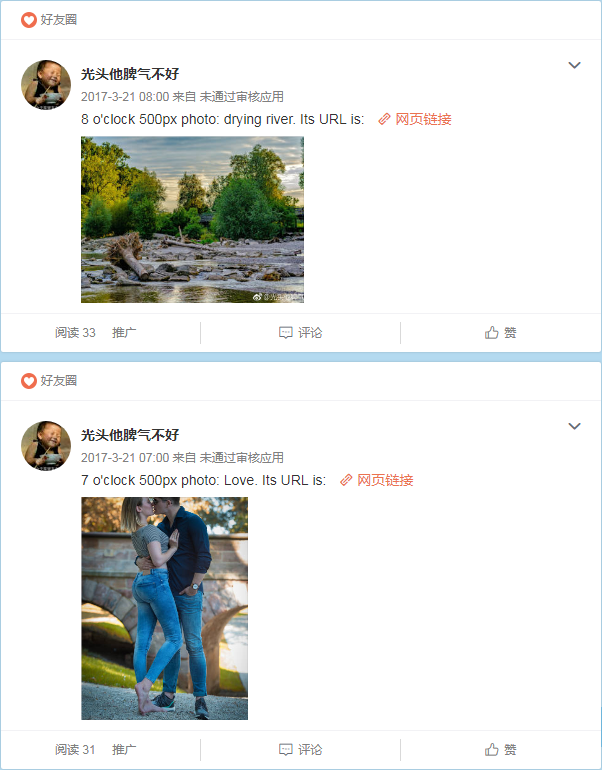 好友圈
光头他脾气不好
2017-3-21 08:00 来自 未通过审核应用
8 o'clock 500px photo: drying river. Its URL is: 网页链接
阅读 33 推广 评论 赞
好友圈
光头他脾气不好
2017-3-21 07:00 来自 未通过审核应用
7 o'clock 500px photo: Love. Its URL is: 网页链接
阅读 31 推广 评论 赞